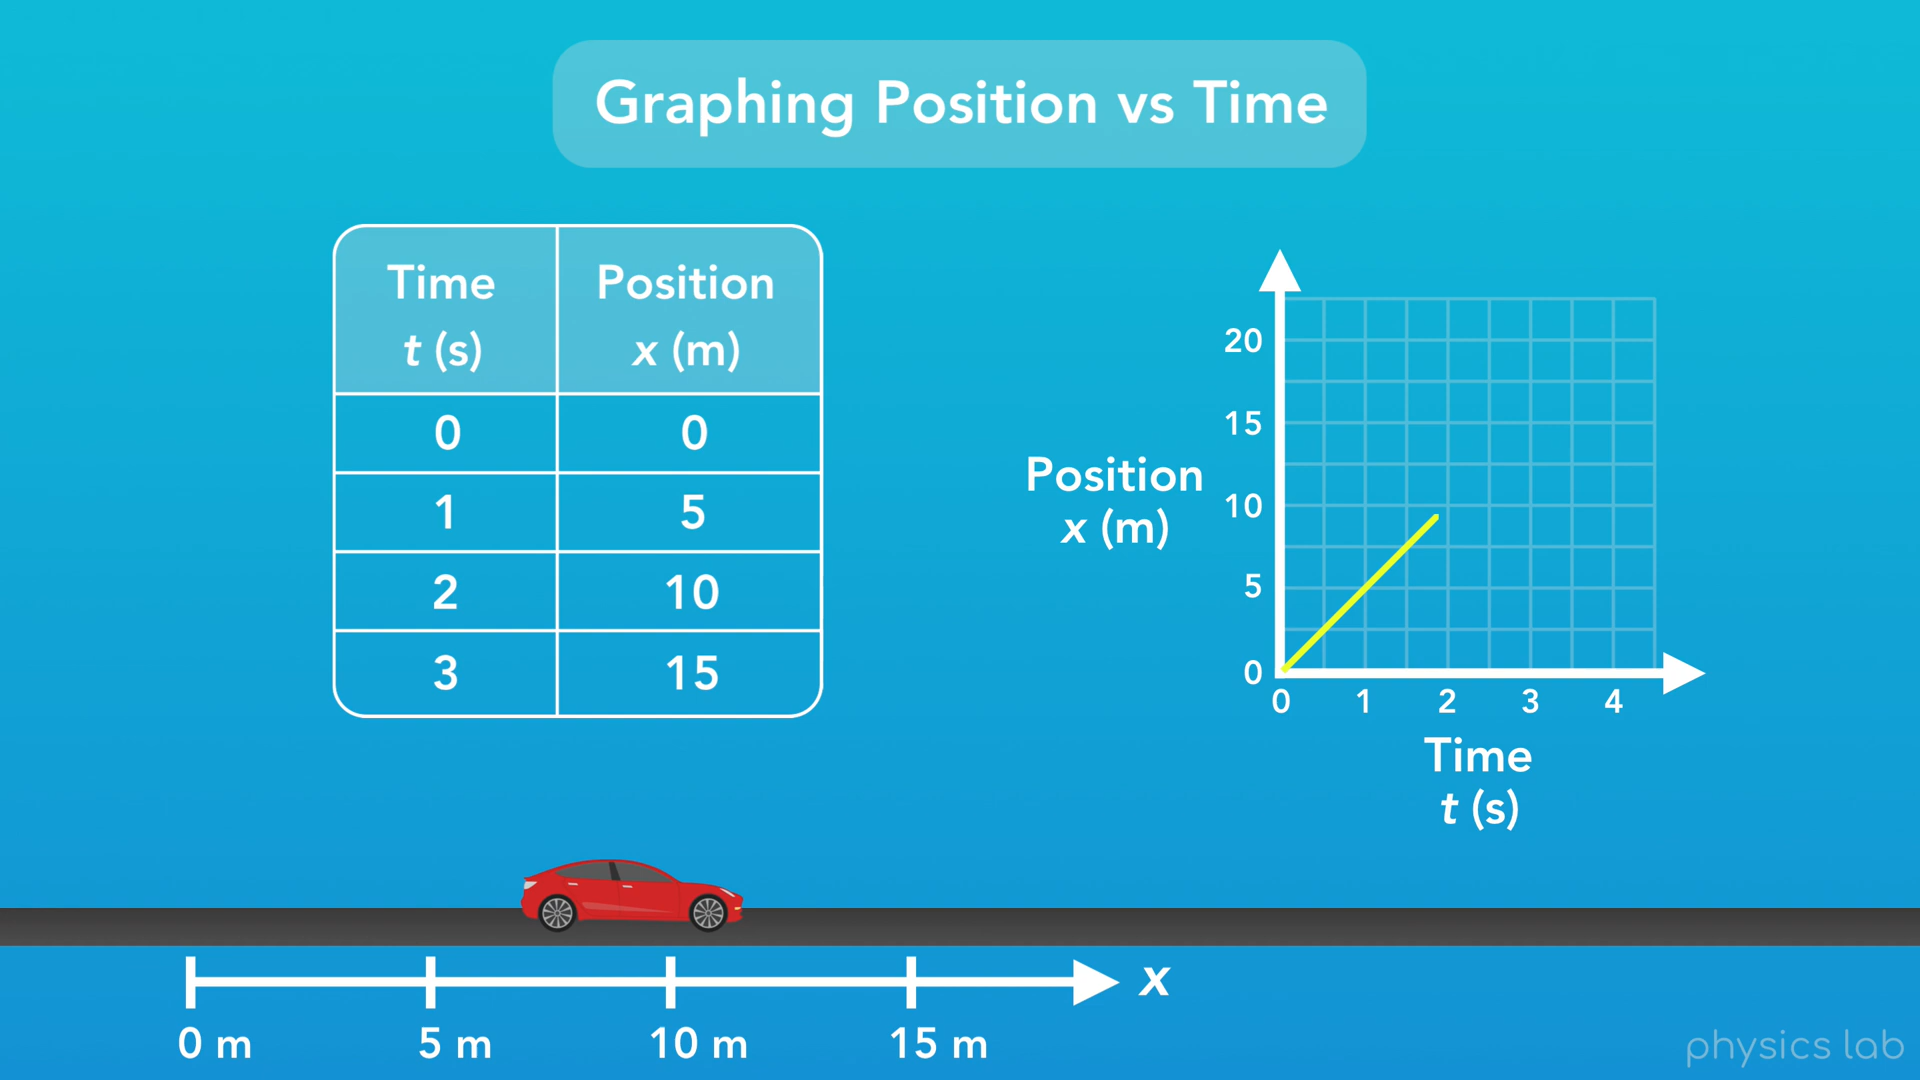 Graphing Position vs Time
Time Position
t (s) x (m)
0 0
1 5
2 10
3 15
Position
x (m)
20
15
10
5
0
0 1 2 3 4
Time
t (s)
x
0 m 5 m 10 m 15 m
physics lab